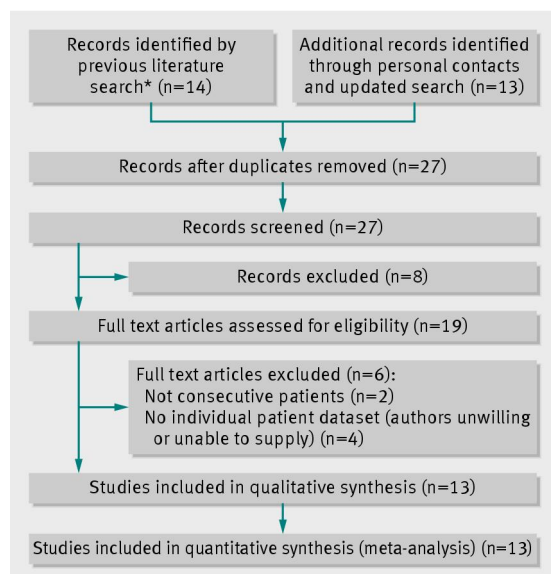 Records identified by
previous literature
search* (n=14)
Additional records identified
through personal contacts
and updated search (n=13)
Records after duplicates removed (n=27)
Records screened (n=27)
Records excluded (n=8)
Full text articles assessed for eligibility (n=19)
Full text articles excluded (n=6):
Not consecutive patients (n=2)
No individual patient dataset (authors unwilling
or unable to supply) (n=4)
Studies included in qualitative synthesis (n=13)
Studies included in quantitative synthesis (meta-analysis) (n=13)